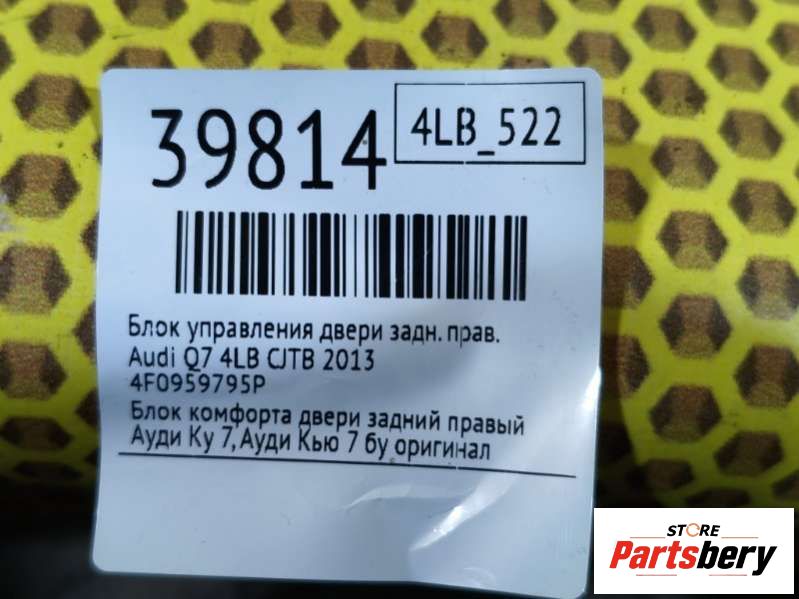 39814
4LB_522
Блок управления двери задн. прав.
Audi Q7 4LB CJTB 2013
4F0959795P
Блок комфорта двери задний правый
Ауди Ку 7,Ауди Кью 7 бу оригинал
STORE
Partsbery